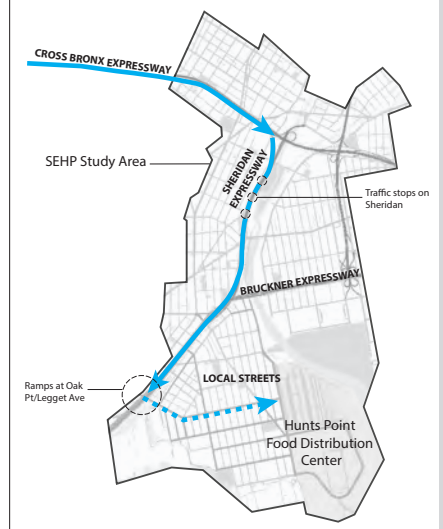 CROSS BRONX EXPRESSWAY
SEHP Study Area
SHERIDAN
EXPRESSWAY
Traffic stops on
Sheridan
BRUCKNER EXPRESSWAY
LOCAL STREETS
Ramps at Oak
Pt/Legget Ave
Hunts Point
Food Distribution
Center